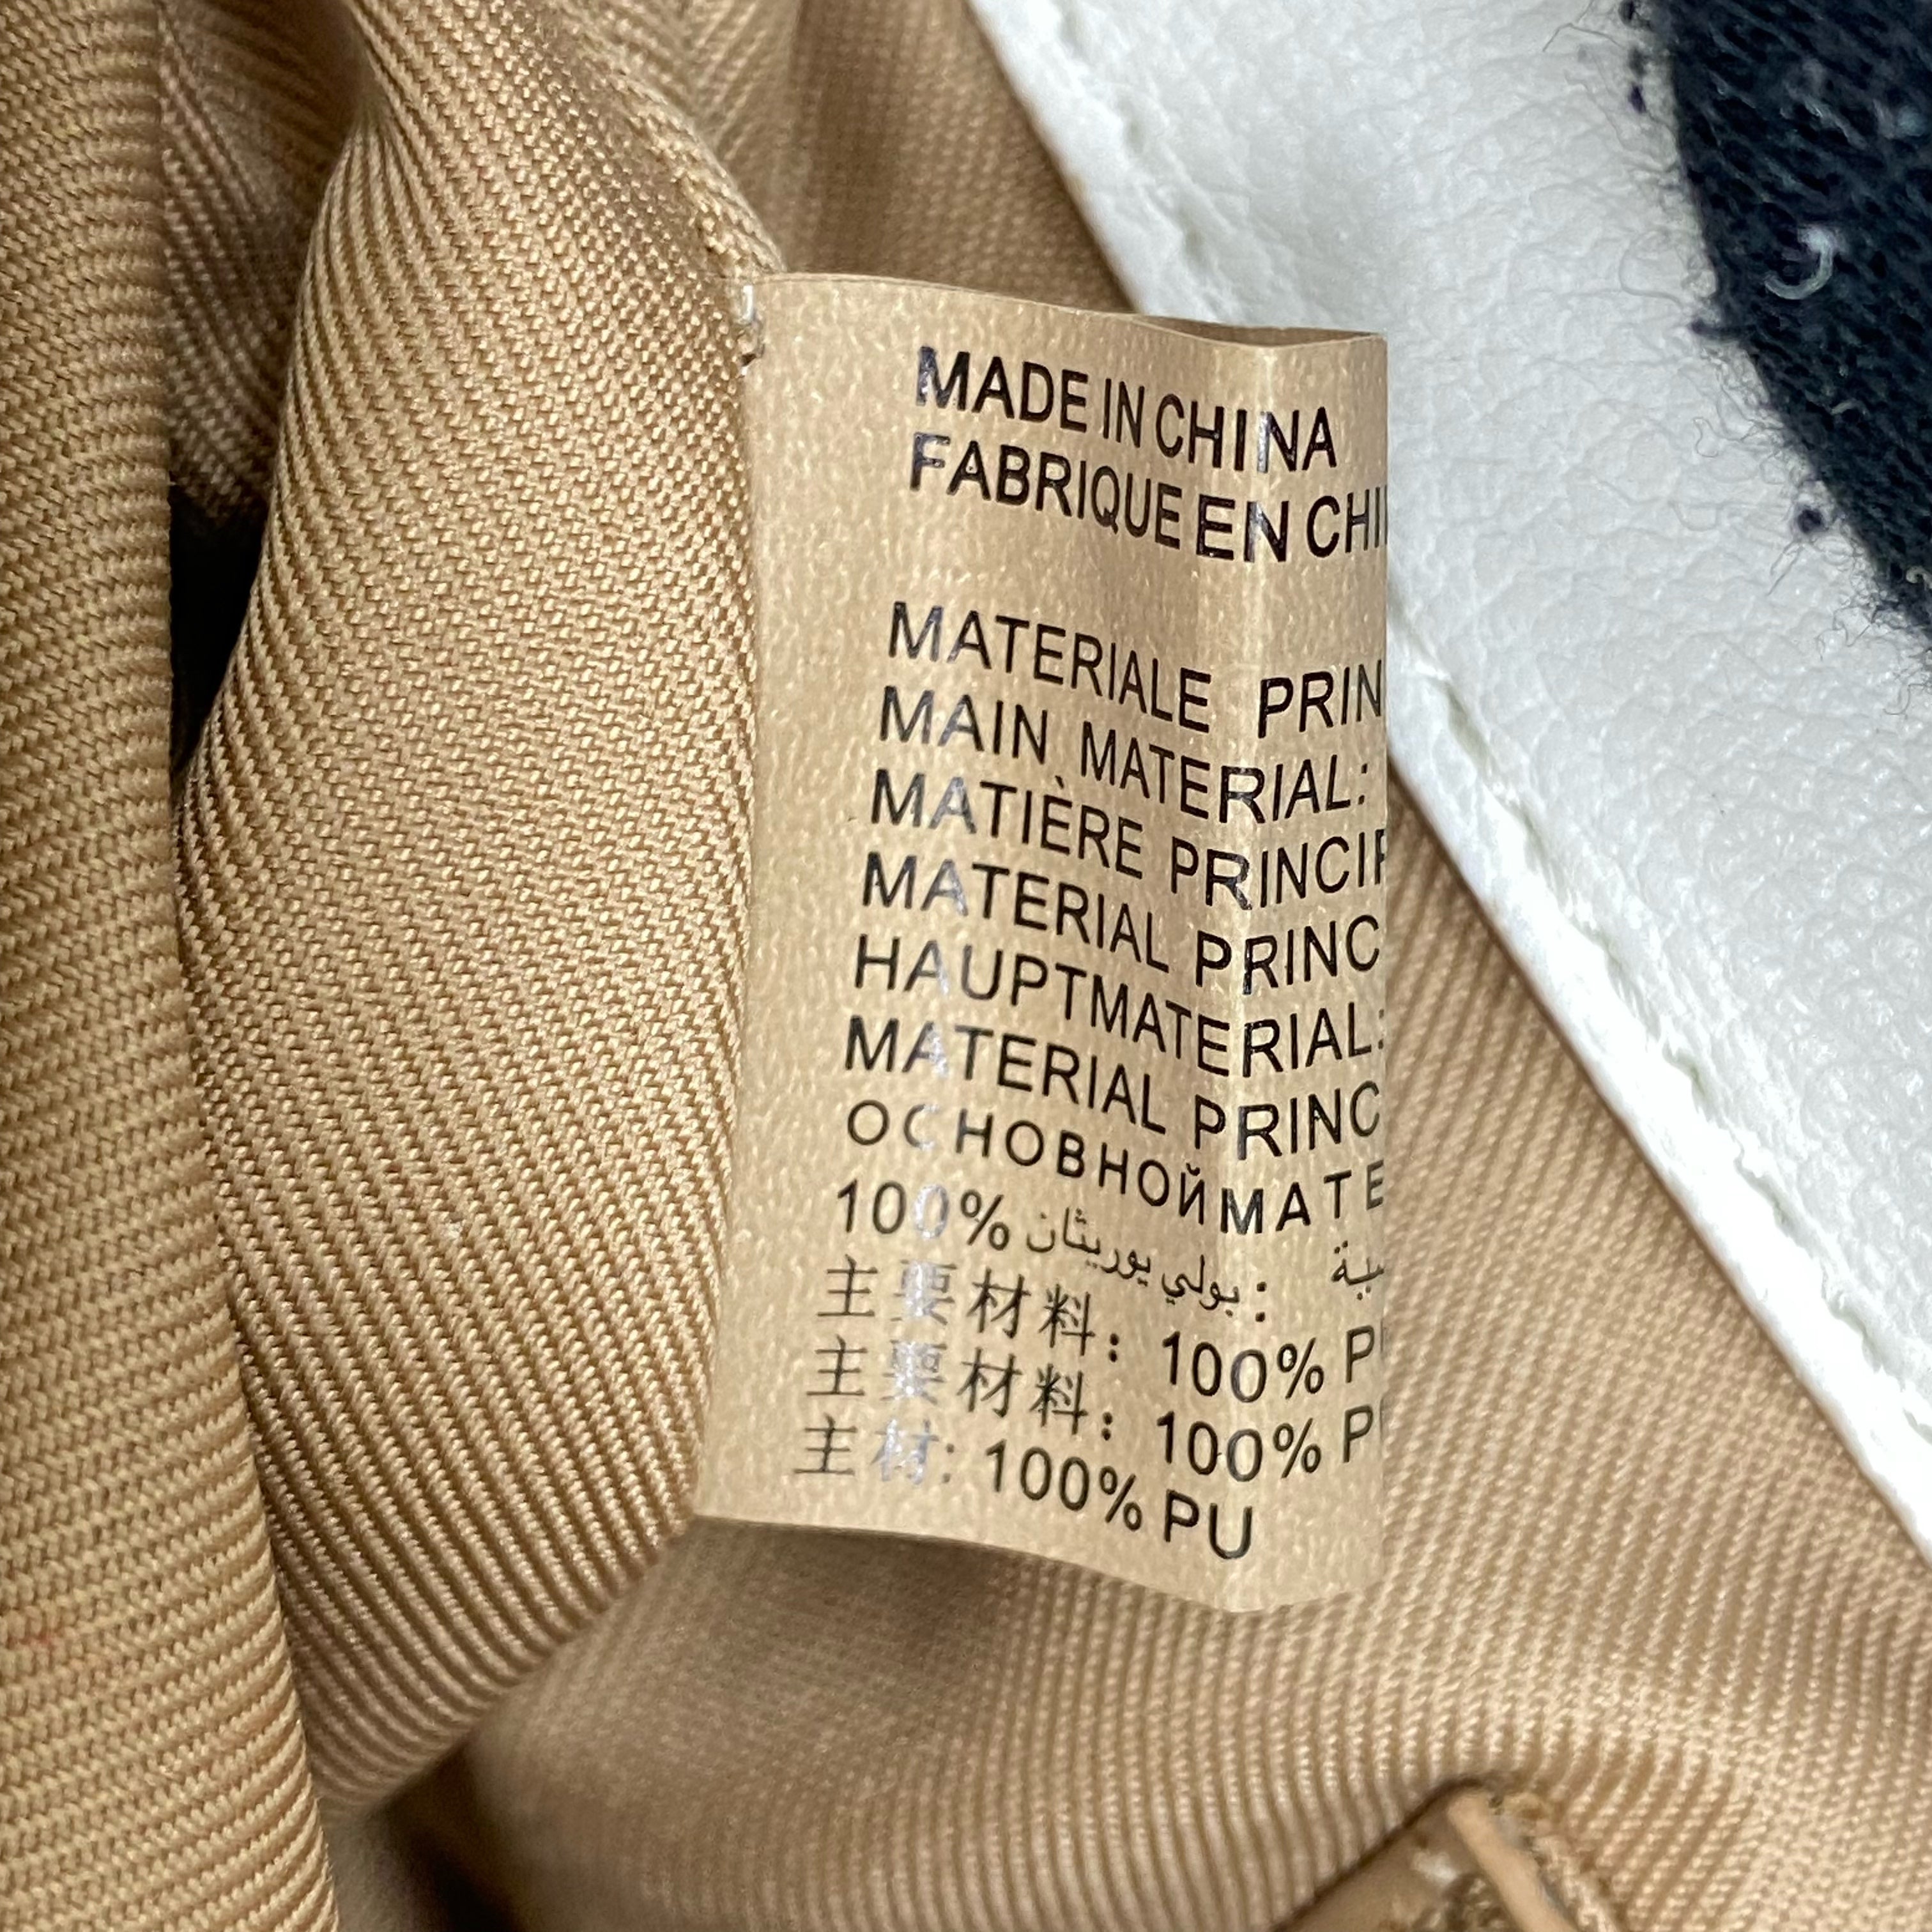 MADE IN CHINA
FABRIQUE EN CHI
MATERIALE PRIN
MAIN MATERIAL:
MATIÈRE PRINCIP
MATERIAL PRINC
HAUPTMATERIAL:
MATERIAL PRINC
ОСНОВНОЙ МАТЕ
100% بولي يوريثان :
主要材料：100% P
主要材料：100% P
主材: 100% PU